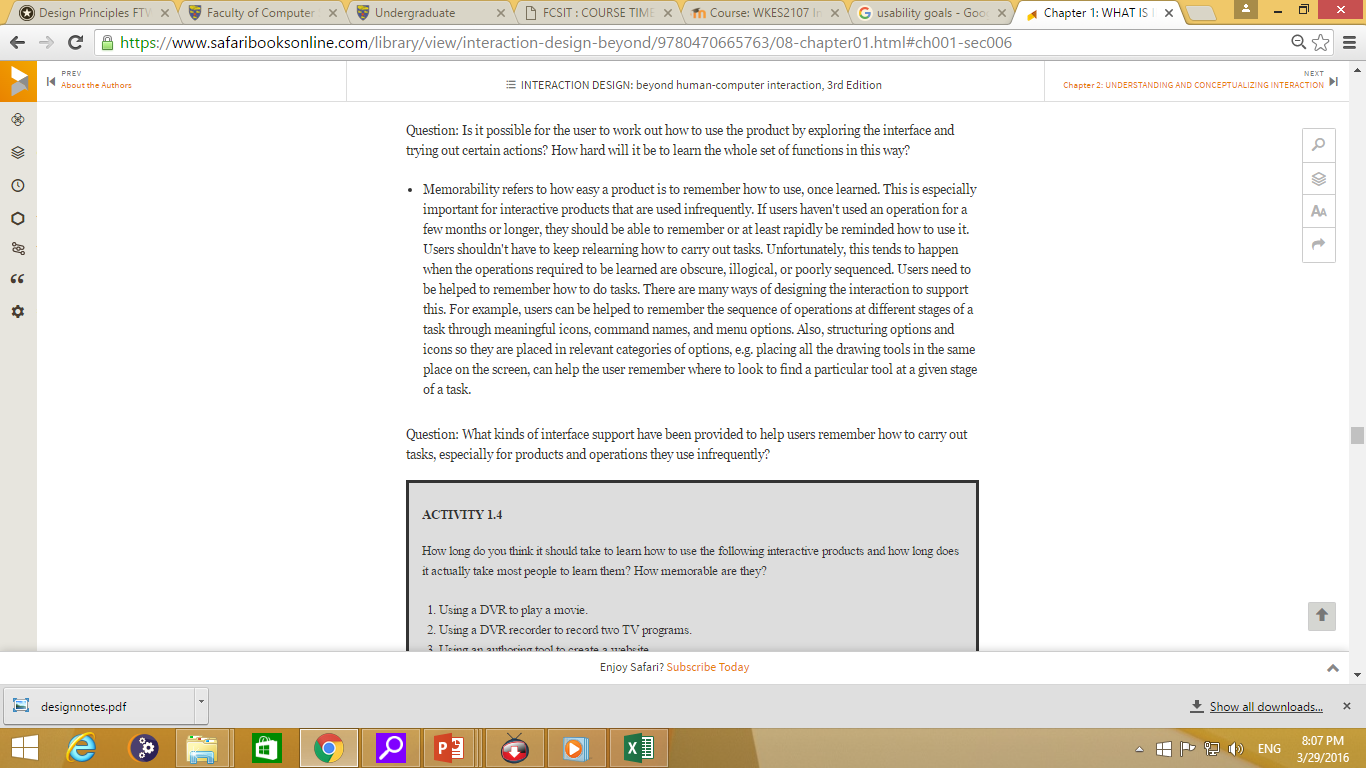 Design Principles FTW
Faculty of Computer
Undergraduate
FCSIT : COURSE TIME
Course: WKES2107 In
usability goals - Goo
Chapter 1: WHAT IS
https://www.safaribooksonline.com/library/view/interaction-design-beyond/9780470665763/08-chapter01.html#ch001-sec006
PREV
About the Authors
INTERACTION DESIGN: beyond human-computer interaction, 3rd Edition
NEXT
Chapter 2: UNDERSTANDING AND CONCEPTUALIZING INTERACTION
Question: Is it possible for the user to work out how to use the product by exploring the interface and
trying out certain actions? How hard will it be to learn the whole set of functions in this way?
• Memorability refers to how easy a product is to remember how to use, once learned. This is especially
important for interactive products that are used infrequently. If users haven't used an operation for a
few months or longer, they should be able to remember or at least rapidly be reminded how to use it.
Users shouldn't have to keep relearning how to carry out tasks. Unfortunately, this tends to happen
when the operations required to be learned are obscure, illogical, or poorly sequenced. Users need to
be helped to remember how to do tasks. There are many ways of designing the interaction to support
this. For example, users can be helped to remember the sequence of operations at different stages of a
task through meaningful icons, command names, and menu options. Also, structuring options and
icons so they are placed in relevant categories of options, e.g. placing all the drawing tools in the same
place on the screen, can help the user remember where to look to find a particular tool at a given stage
of a task.
Question: What kinds of interface support have been provided to help users remember how to carry out
tasks, especially for products and operations they use infrequently?
ACTIVITY 1.4
How long do you think it should take to learn how to use the following interactive products and how long does
it actually take most people to learn them? How memorable are they?
1. Using a DVR to play a movie.
2. Using a DVR recorder to record two TV programs.
3. Using an authoring tool to create a website.
AA
Enjoy Safari? Subscribe Today
designnotes.pdf
Show all downloads...
ENG
8:07 PM
3/29/2016